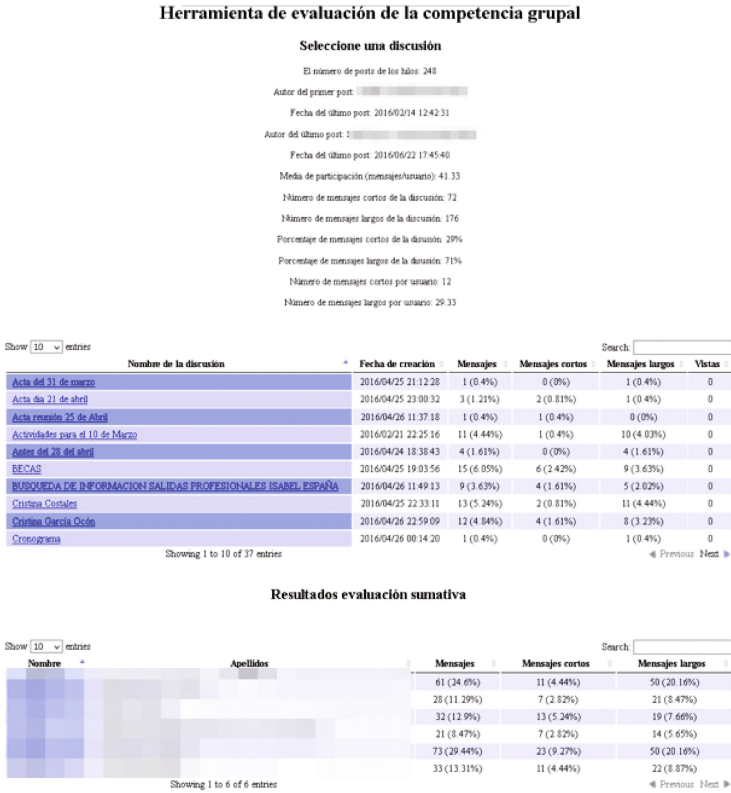 Herramienta de evaluación de la competencia grupal
Seleccione una discusión
El número de posts de los hilos: 248
Autor del primer post:
Fecha del último post: 2016/02/14 12:42:31
Autor del último post:
Fecha del último post: 2016/06/22 17:45:40
Media de participación (mensajes/usuario): 41.33
Número de mensajes cortos de la discusión: 72
Número de mensajes largos de la discusión: 176
Porcentaje de mensajes cortos de la disusión: 29%
Porcentaje de mensajes largos de la disusión: 71%
Número de mensajes cortos por usuario: 12
Número de mensajes largos por usuario: 29.33
Show 10 entries Search:
Nombre de la discusión Fecha de creación Mensajes Mensajes cortos Mensajes largos Vistas
Acta del 31 de marzo 2016/04/25 21:12:28 1 (0.4%) 0 (0%) 1 (0.4%) 0
Acta dia 21 de abril 2016/04/25 23:00:32 3 (1.21%) 2 (0.81%) 1 (0.4%) 0
Acta reunión 25 de Abril 2016/04/26 11:37:18 1 (0.4%) 1 (0.4%) 0 (0%) 0
Actividades para el 10 de Marzo 2016/02/21 22:25:16 11 (4.44%) 1 (0.4%) 10 (4.03%) 0
Antes del 28 del abril 2016/04/24 18:38:43 4 (1.61%) 0 (0%) 4 (1.61%) 0
BECAS 2016/04/25 19:03:56 15 (6.05%) 6 (2.42%) 9 (3.63%) 0
BUSQUEDA DE INFORMACION SALIDAS PROFESIONALES ISABEL ESPAÑA 2016/04/26 11:49:13 9 (3.63%) 4 (1.61%) 5 (2.02%) 0
Cristina Costales 2016/04/25 22:33:11 13 (5.24%) 2 (0.81%) 11 (4.44%) 0
Cristina García Ocón 2016/04/26 22:59:09 12 (4.84%) 4 (1.61%) 8 (3.23%) 0
Cronograma 2016/04/26 00:14:20 1 (0.4%) 0 (0%) 1 (0.4%) 0
Showing 1 to 10 of 37 entries Previous Next
Resultados evaluación sumativa
Show 10 entries Search:
Nombre Apellidos Mensajes Mensajes cortos Mensajes largos
61 (24.6%) 11 (4.44%) 50 (20.16%)
28 (11.29%) 7 (2.82%) 21 (8.47%)
32 (12.9%) 13 (5.24%) 19 (7.66%)
21 (8.47%) 7 (2.82%) 14 (5.65%)
73 (29.44%) 23 (9.27%) 50 (20.16%)
33 (13.31%) 11 (4.44%) 22 (8.87%)
Showing 1 to 6 of 6 entries Previous Next